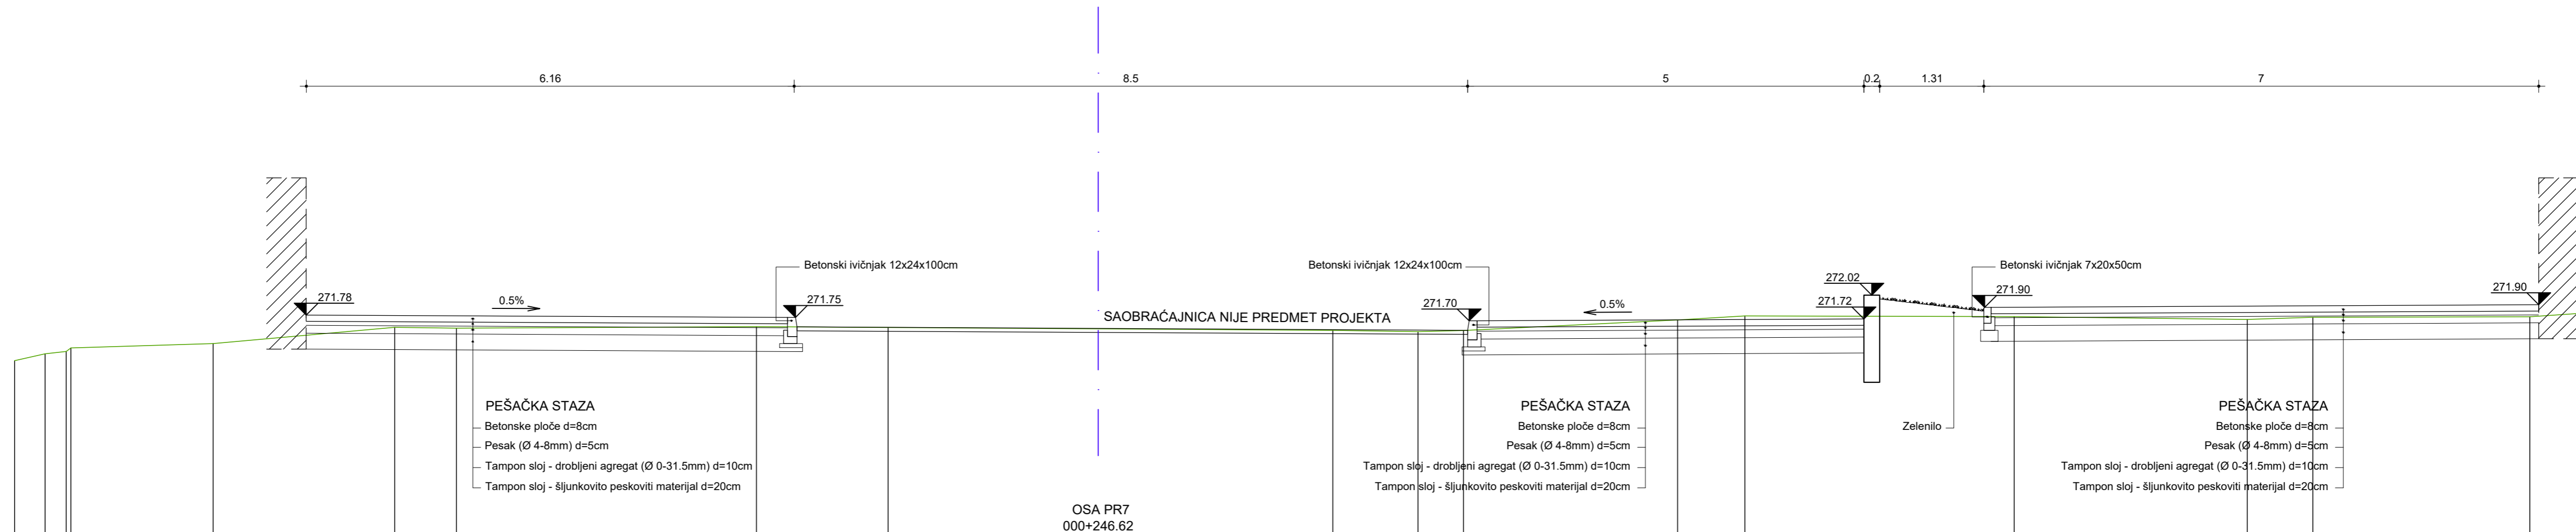 6.16
8.5
5
0.2
1.31
7
Betonski ivičnjak 12x24x100cm
Betonski ivičnjak 12x24x100cm
Betonski ivičnjak 7x20x50cm
271.78
0.5%
271.75
SAOBRAĆAJNICA NIJE PREDMET PROJEKTA
271.70
0.5%
272.02
271.72
271.90
271.90
PEŠAČKA STAZA
Betonske ploče d=8cm
Pesak (Ø 4-8mm) d=5cm
Tampon sloj - drobljeni agregat (Ø 0-31.5mm) d=10cm
Tampon sloj - šljunkovito peskoviti materijal d=20cm
PEŠAČKA STAZA
Betonske ploče d=8cm
Pesak (Ø 4-8mm) d=5cm
Tampon sloj - drobljeni agregat (Ø 0-31.5mm) d=10cm
Tampon sloj - šljunkovito peskoviti materijal d=20cm
Zelenilo
PEŠAČKA STAZA
Betonske ploče d=8cm
Pesak (Ø 4-8mm) d=5cm
Tampon sloj - drobljeni agregat (Ø 0-31.5mm) d=10cm
Tampon sloj - šljunkovito peskoviti materijal d=20cm
OSA PR7
000+246.62